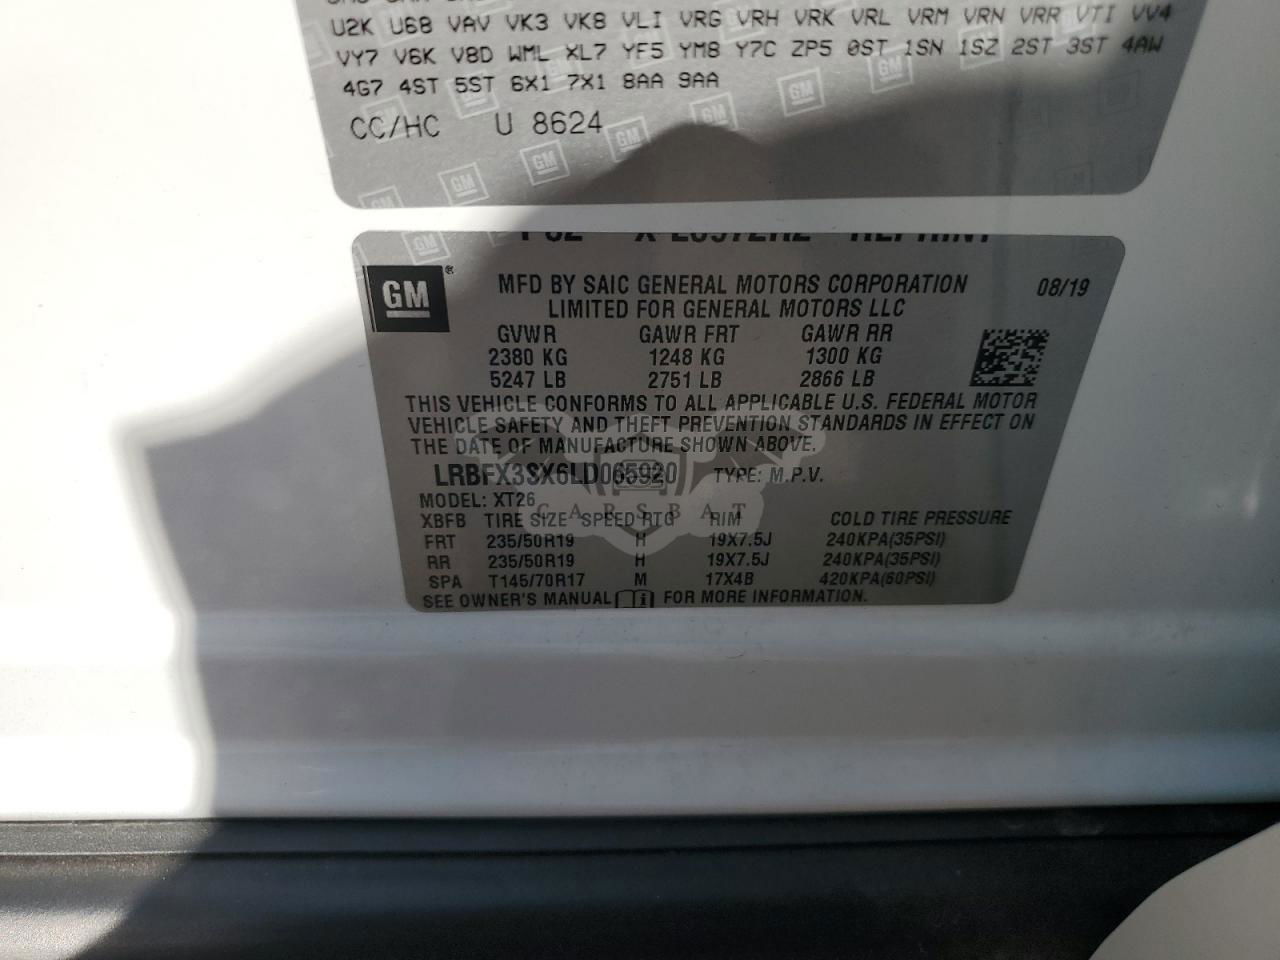 U2K U68 VAV VK3 VK8 VLI VRG VRH VRK VRL VRM VRN VRR VTI VV4
VY7 V6K V8D WML XL7 YF5 YM8 Y7C ZP5 0ST 1SN 1SZ 2ST 3ST 4AW
4G7 4ST 5ST 6X1 7X1 8AA 9AA
CC/HC U 8624
GM
GM ®
MFD BY SAIC GENERAL MOTORS CORPORATION 08/19
LIMITED FOR GENERAL MOTORS LLC
GVWR GAWR FRT GAWR RR
2380 KG 1248 KG 1300 KG
5247 LB 2751 LB 2866 LB
THIS VEHICLE CONFORMS TO ALL APPLICABLE U.S. FEDERAL MOTOR
VEHICLE SAFETY AND THEFT PREVENTION STANDARDS IN EFFECT ON
THE DATE OF MANUFACTURE SHOWN ABOVE.
LRBFX3SX6LD065920 TYPE: M.P.V.
MODEL: XT26
CARSBAT
XBFB TIRE SIZE SPEED RTG RIM COLD TIRE PRESSURE
FRT 235/50R19 H 19X7.5J 240KPA(35PSI)
RR 235/50R19 H 19X7.5J 240KPA(35PSI)
SPA T145/70R17 M 17X4B 420KPA(60PSI)
SEE OWNER'S MANUAL i FOR MORE INFORMATION.